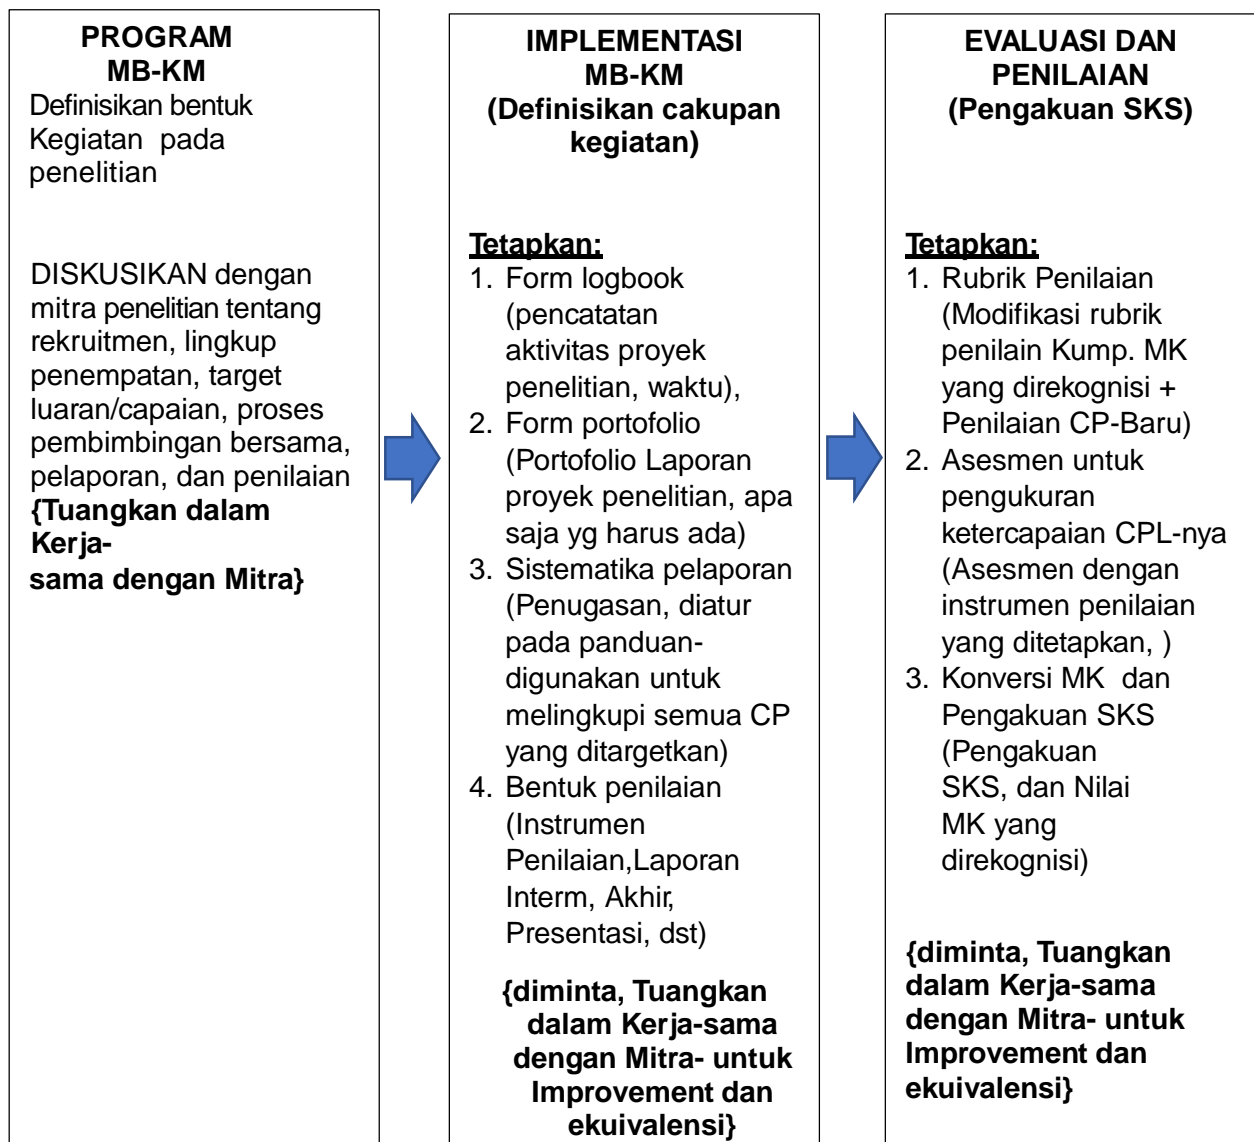 PROGRAM
MB-KM
Definisikan bentuk
Kegiatan pada
penelitian
DISKUSIKAN dengan
mitra penelitian tentang
rekruitmen, lingkup
penempatan, target
luaran/capaian, proses
pembimbingan bersama,
pelaporan, dan penilaian
{Tuangkan dalam
Kerja-
sama dengan Mitra}
IMPLEMENTASI
MB-KM
(Definisikan cakupan
kegiatan)
Tetapkan:
1. Form logbook
(pencatatan
aktivitas proyek
penelitian, waktu),
2. Form portofolio
(Portofolio Laporan
proyek penelitian, apa
saja yg harus ada)
3. Sistematika pelaporan
(Penugasan, diatur
pada panduan-
digunakan untuk
melingkupi semua CP
yang ditargetkan)
4. Bentuk penilaian
(Instrumen
Penilaian,Laporan
Interm, Akhir,
Presentasi, dst)
{diminta, Tuangkan
dalam Kerja-sama
dengan Mitra- untuk
Improvement dan
ekuivalensi}
EVALUASI DAN
PENILAIAN
(Pengakuan SKS)
Tetapkan:
1. Rubrik Penilaian
(Modifikasi rubrik
penilain Kump. MK
yang direkognisi +
Penilaian CP-Baru)
2. Asesmen untuk
pengukuran
ketercapaian CPL-nya
(Asesmen dengan
instrumen penilaian
yang ditetapkan, )
3. Konversi MK dan
Pengakuan SKS
(Pengakuan
SKS, dan Nilai
MK yang
direkognisi)
{diminta, Tuangkan
dalam Kerja-sama
dengan Mitra- untuk
Improvement dan
ekuivalensi}